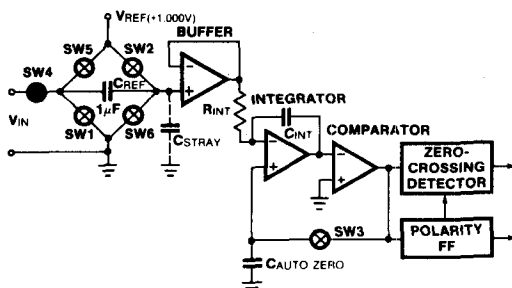 VREF(+1.000V)
BUFFER
SW5
SW2
SW4
CREF
1μF
RINT
INTEGRATOR
VIN
SW1
SW6
CSTRAY
CINT
COMPARATOR
ZERO-
CROSSING
DETECTOR
SW3
POLARITY
FF
CAUTO ZERO